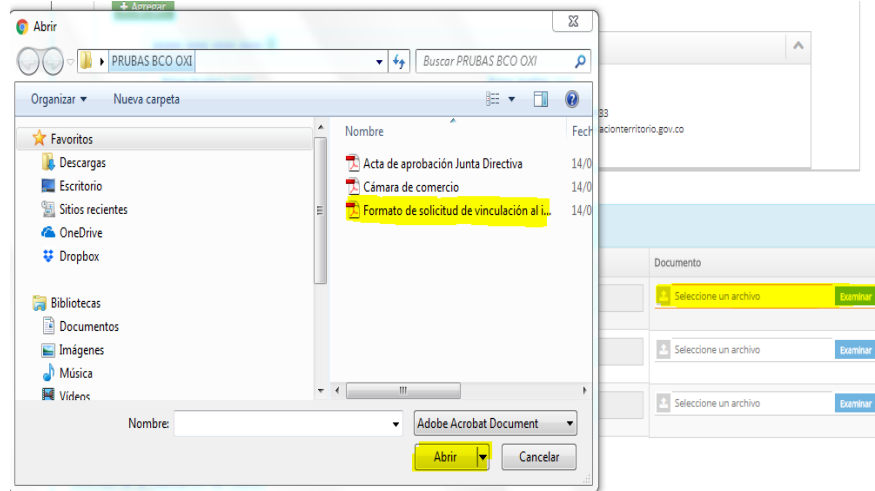 + Agregar
Abrir
PRUBAS BCO OXI
Buscar PRUBAS BCO OXI
Organizar
Nueva carpeta
Favoritos
Descargas
Escritorio
Sitios recientes
OneDrive
Dropbox
Bibliotecas
Documentos
Imágenes
Música
Vídeos
Nombre
Fech
Acta de aprobación Junta Directiva
14/0
Cámara de comercio
14/0
Formato de solicitud de vinculación al i...
14/0
Nombre:
Adobe Acrobat Document
Abrir
Cancelar
33
acionterritorio.gov.co
Documento
Seleccione un archivo
Examinar
Seleccione un archivo
Examinar
Seleccione un archivo
Examinar